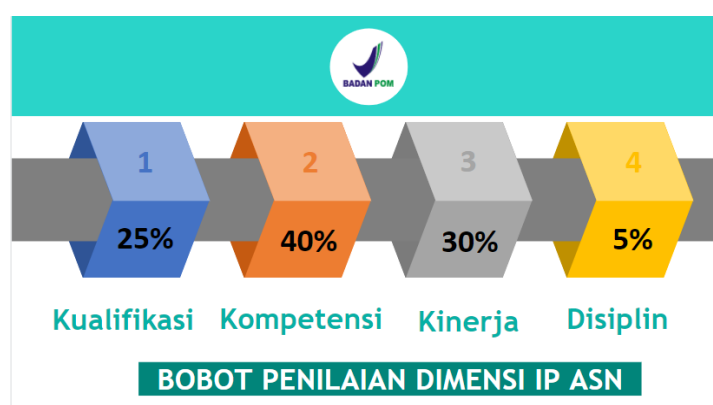 BADAN POM
1 2 3 4
25% 40% 30% 5%
Kualifikasi Kompetensi Kinerja Disiplin
BOBOT PENILAIAN DIMENSI IP ASN